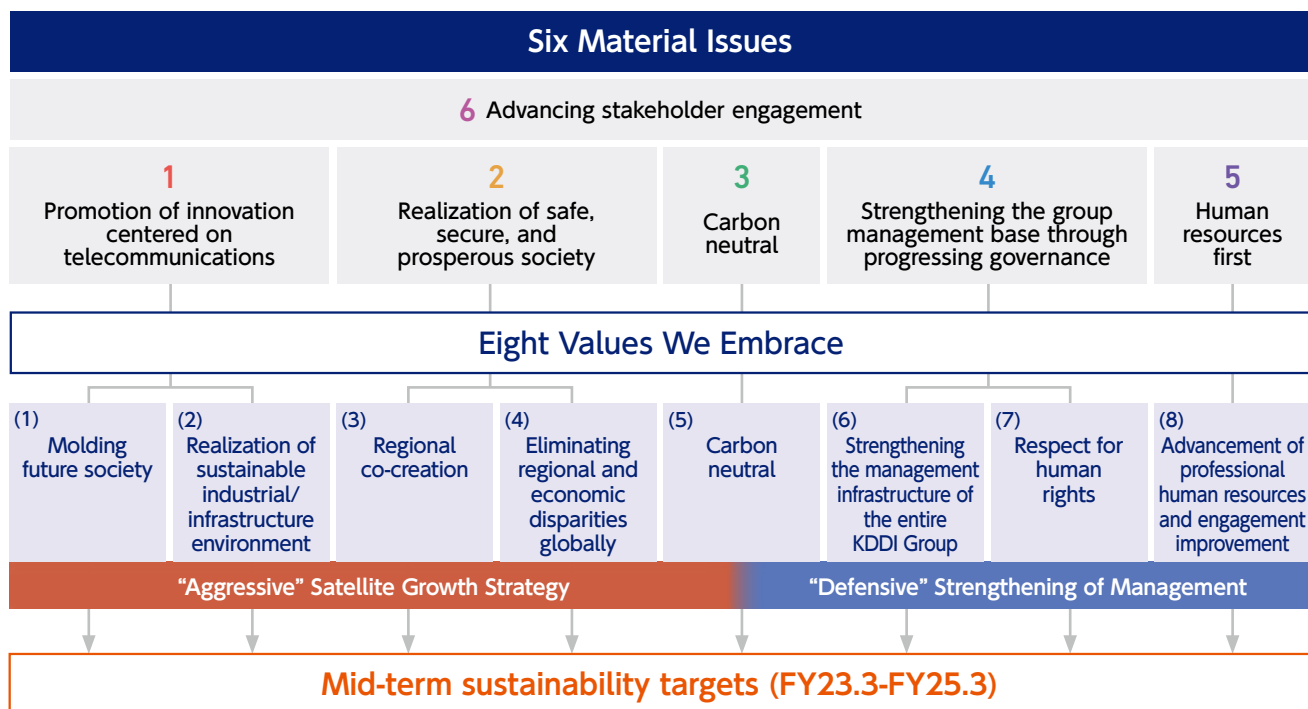 Six Material Issues
6 Advancing stakeholder engagement
1
Promotion of innovation
centered on
telecommunications
2
Realization of safe,
secure, and
prosperous society
3
Carbon
neutral
4
Strengthening the group
management base through
progressing governance
5
Human
resources
first
Eight Values We Embrace
(1)
Molding
future society
(2)
Realization of
sustainable
industrial/
infrastructure
environment
(3)
Regional
co-creation
(4)
Eliminating
regional and
economic
disparities
globally
(5)
Carbon
neutral
(6)
Strengthening
the management
infrastructure of
the entire
KDDI Group
(7)
Respect for
human
rights
(8)
Advancement of
professional
human resources
and engagement
improvement
“Aggressive” Satellite Growth Strategy
“Defensive” Strengthening of Management
Mid-term sustainability targets (FY23.3-FY25.3)